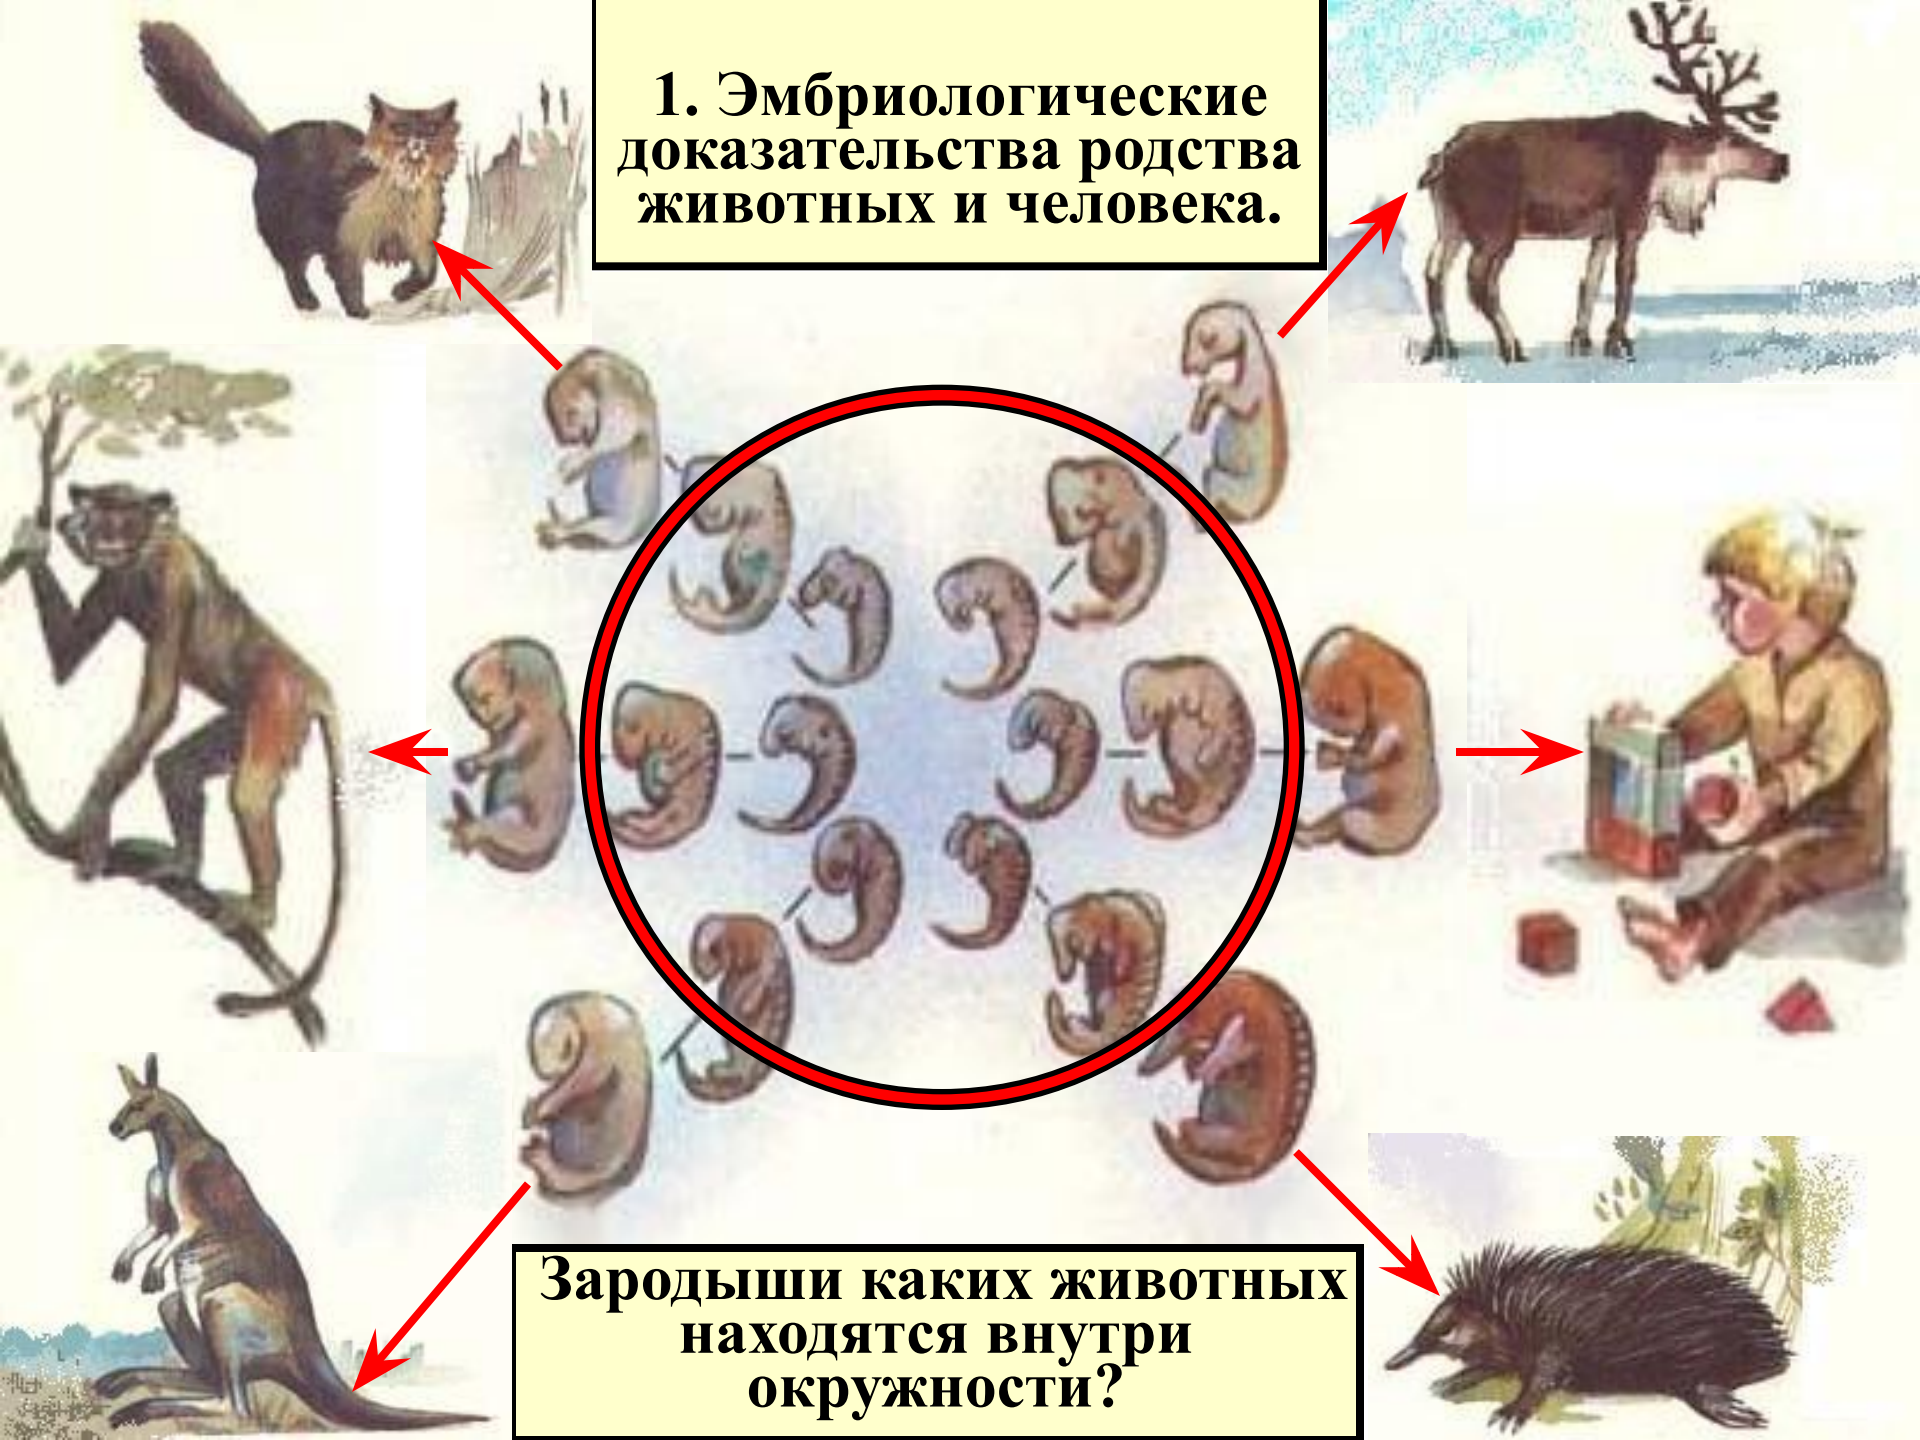 1. Эмбриологические
доказательства родства
животных и человека.
Зародыши каких животных
находятся внутри
окружности?